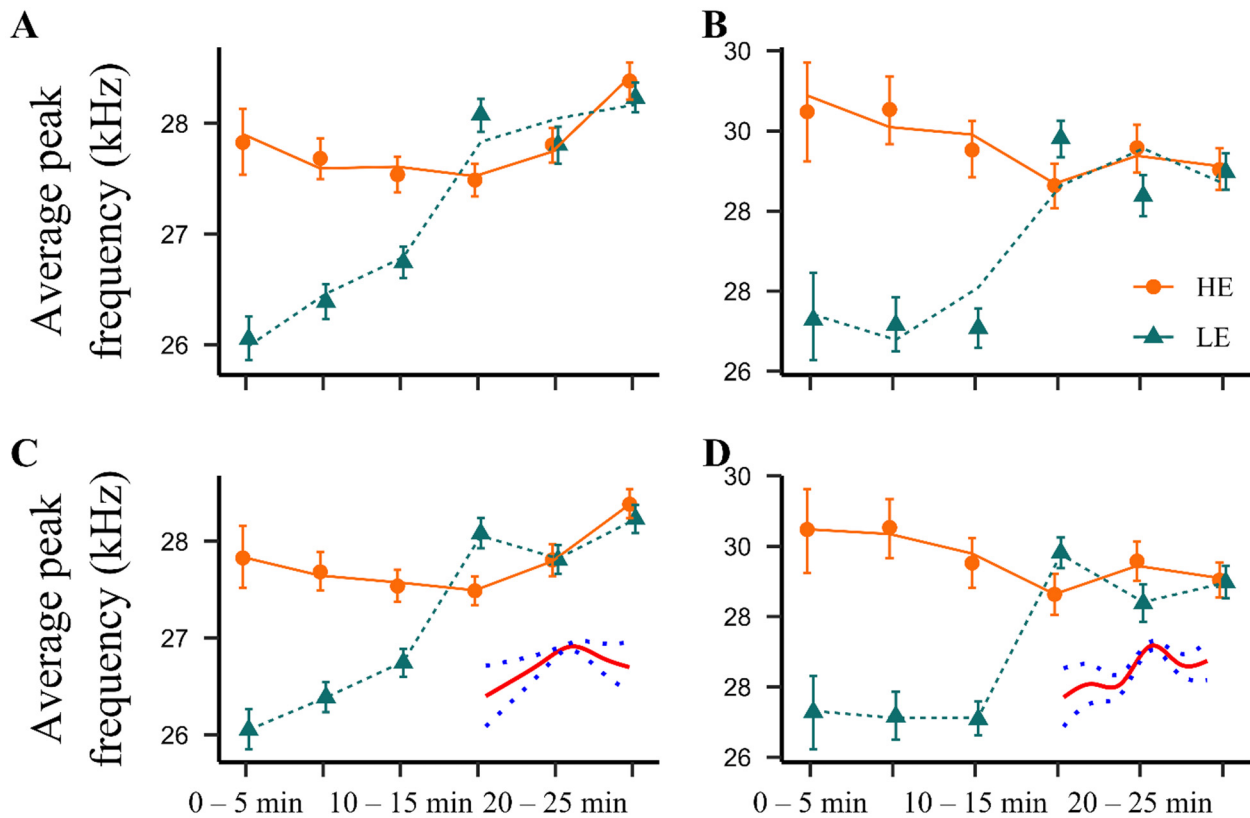 A
B
Average peak
frequency (kHz)
28
27
26
30
30
28
28
26
HE
LE
C
D
Average peak
frequency (kHz)
28
27
26
30
30
28
28
26
0 – 5 min
10 – 15 min
20 – 25 min
0 – 5 min
10 – 15 min
20 – 25 min